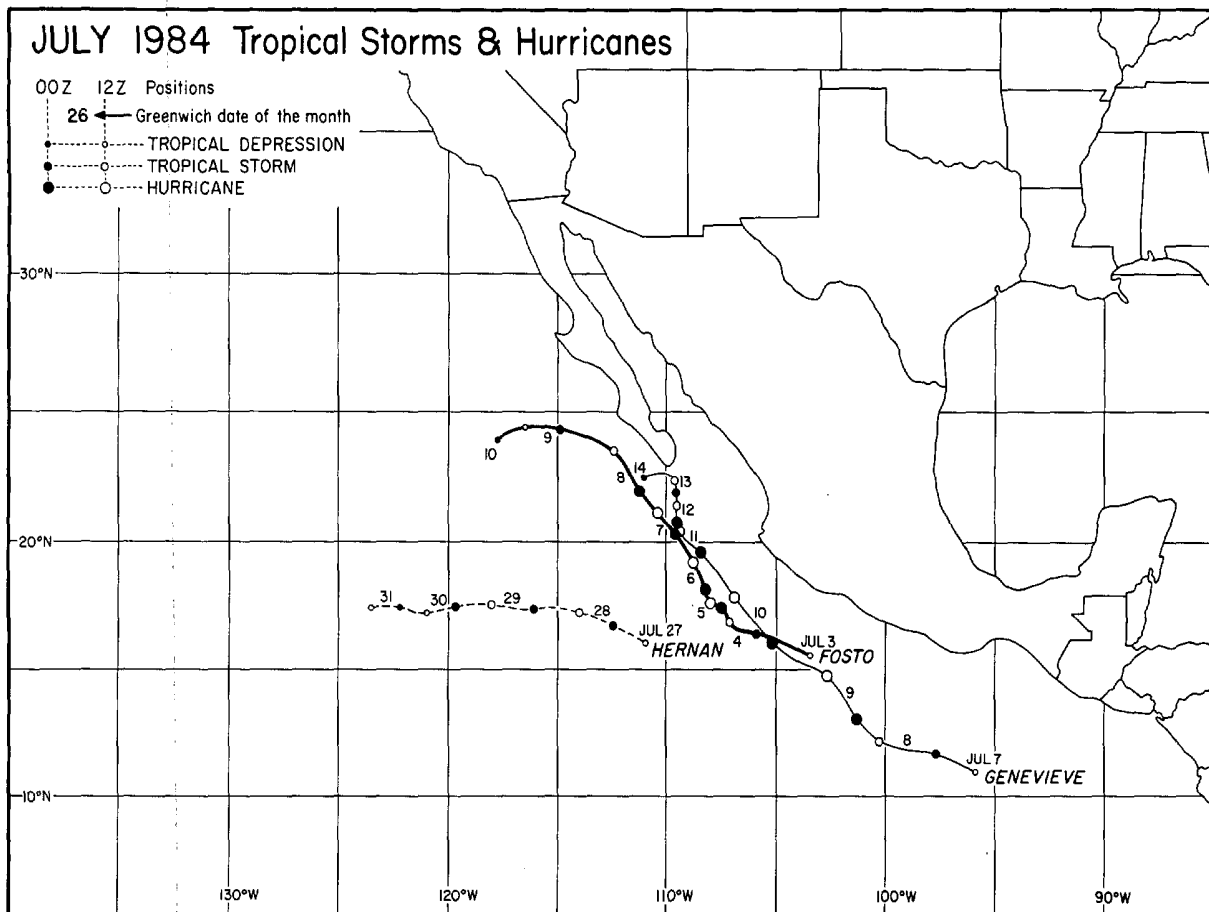 JULY 1984 Tropical Storms & Hurricanes
00Z 12Z Positions
26 Greenwich date of the month
TROPICAL DEPRESSION
TROPICAL STORM
HURRICANE
30°N
10 9
8 14 13
12
7 11
20°N
6
31 30 29 28 5 10
4
JUL 27 JUL 3
HERNAN FOSTO
9
8
JUL 7
GENEVIEVE
10°N
130°W 120°W 110°W 100°W 90°W